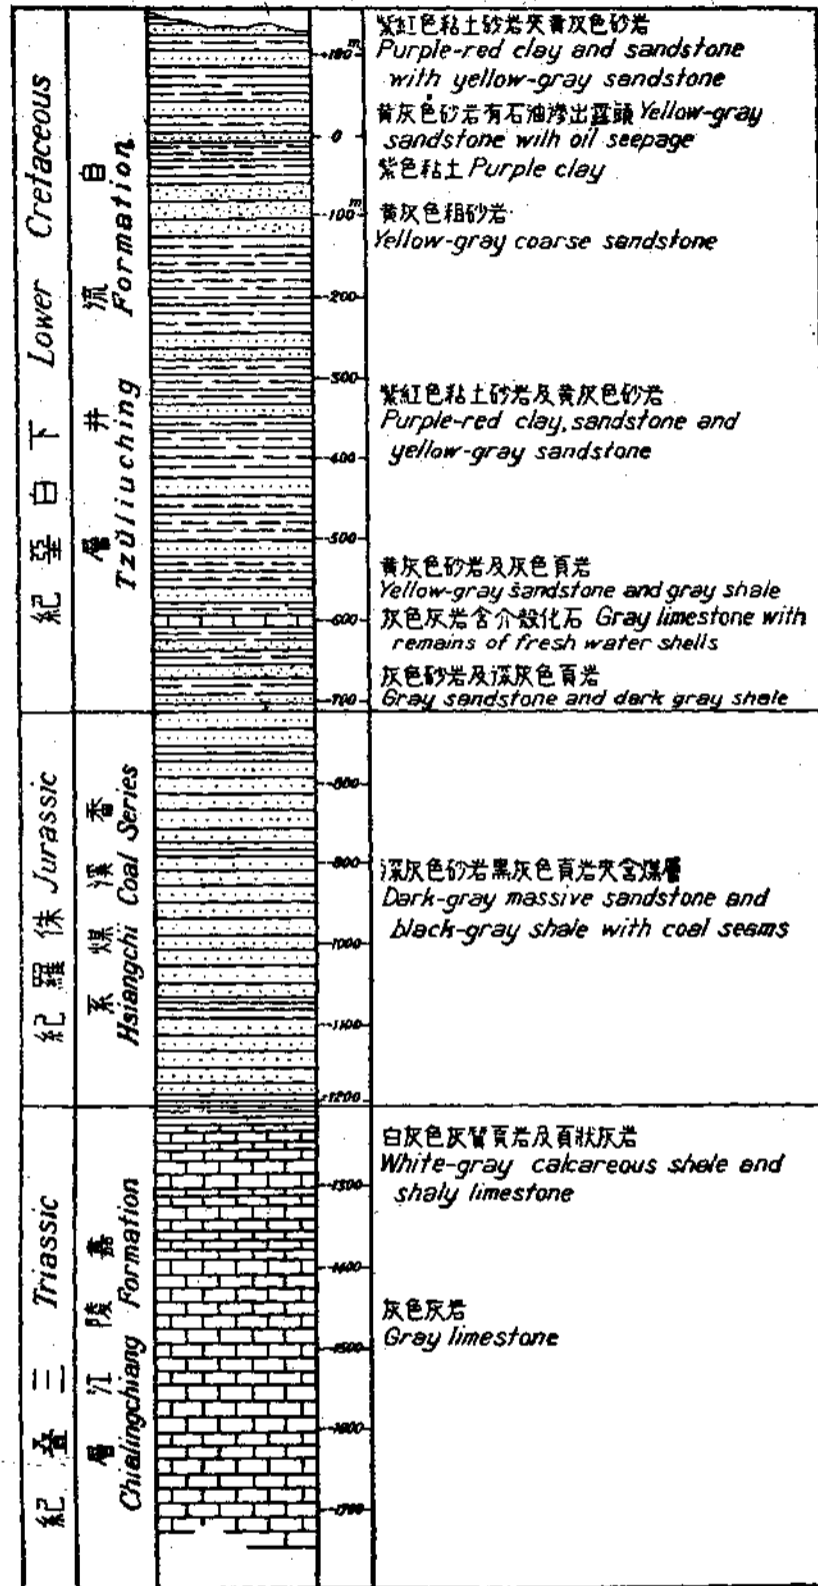 下白堊紀 Lower Cretaceous
自流井層
Tzŭliuching Formation
侏羅紀 Jurassic
香溪煤系
Hsiangchi Coal Series
三叠紀 Triassic
嘉陵江層
Chialingchiang Formation
+100m
0
-100m
-200
-300
-400
-500
-600
-700
-800
-1000
-1100
-1200
-1300
-1400
-1500
-1700
紫紅色粘土砂岩夾黄灰色砂岩
Purple-red clay and sandstone
with yellow-gray sandstone
黄灰色砂岩有石油滲出露頭 Yellow-gray
sandstone with oil seepage
紫色粘土 Purple clay
黄灰色粗砂岩
Yellow-gray coarse sandstone
紫紅色粘土砂岩及黄灰色砂岩
Purple-red clay, sandstone and
yellow-gray sandstone
黄灰色砂岩及灰色頁岩
Yellow-gray sandstone and gray shale
灰色灰岩含介殼化石 Gray limestone with
remains of fresh water shells
灰色砂岩及深灰色頁岩
Gray sandstone and dark gray shale
深灰色砂岩黑灰色頁岩夾含煤層
Dark-gray massive sandstone and
black-gray shale with coal seams
白灰色灰質頁岩及頁狀灰岩
White-gray calcareous shale and
shaly limestone
灰色灰岩
Gray limestone